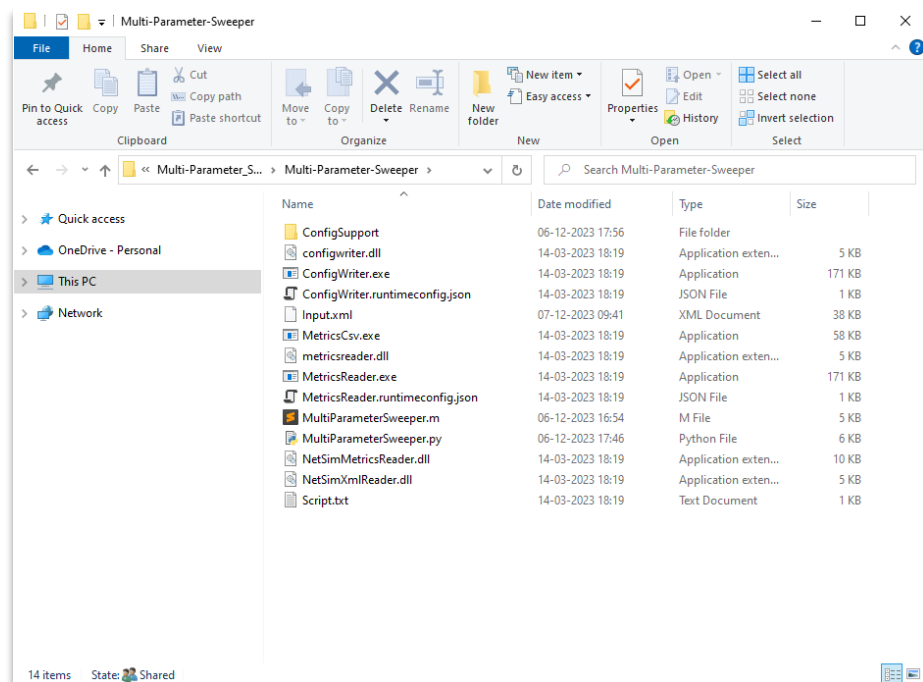 Multi-Parameter-Sweeper
File Home Share View
Pin to Quick access
Copy
Paste
Cut
Copy path
Paste shortcut
Move to
Copy to
Delete
Rename
New folder
New item
Easy access
Properties
Open
Edit
History
Select all
Select none
Invert selection
Clipboard Organize New Open Select
« Multi-Parameter_S... > Multi-Parameter-Sweeper >
Search Multi-Parameter-Sweeper
Quick access
OneDrive - Personal
This PC
Network
Name Date modified Type Size
ConfigSupport 06-12-2023 17:56 File folder
configwriter.dll 14-03-2023 18:19 Application exten... 5 KB
ConfigWriter.exe 14-03-2023 18:19 Application 171 KB
ConfigWriter.runtimeconfig.json 14-03-2023 18:19 JSON File 1 KB
Input.xml 07-12-2023 09:41 XML Document 38 KB
MetricsCsv.exe 14-03-2023 18:19 Application 58 KB
metricsreader.dll 14-03-2023 18:19 Application exten... 5 KB
MetricsReader.exe 14-03-2023 18:19 Application 171 KB
MetricsReader.runtimeconfig.json 14-03-2023 18:19 JSON File 1 KB
MultiParameterSweeper.m 06-12-2023 16:54 M File 5 KB
MultiParameterSweeper.py 06-12-2023 17:46 Python File 6 KB
NetSimMetricsReader.dll 14-03-2023 18:19 Application exten... 10 KB
NetSimXmlReader.dll 14-03-2023 18:19 Application exten... 5 KB
Script.txt 14-03-2023 18:19 Text Document 1 KB
14 items State: Shared